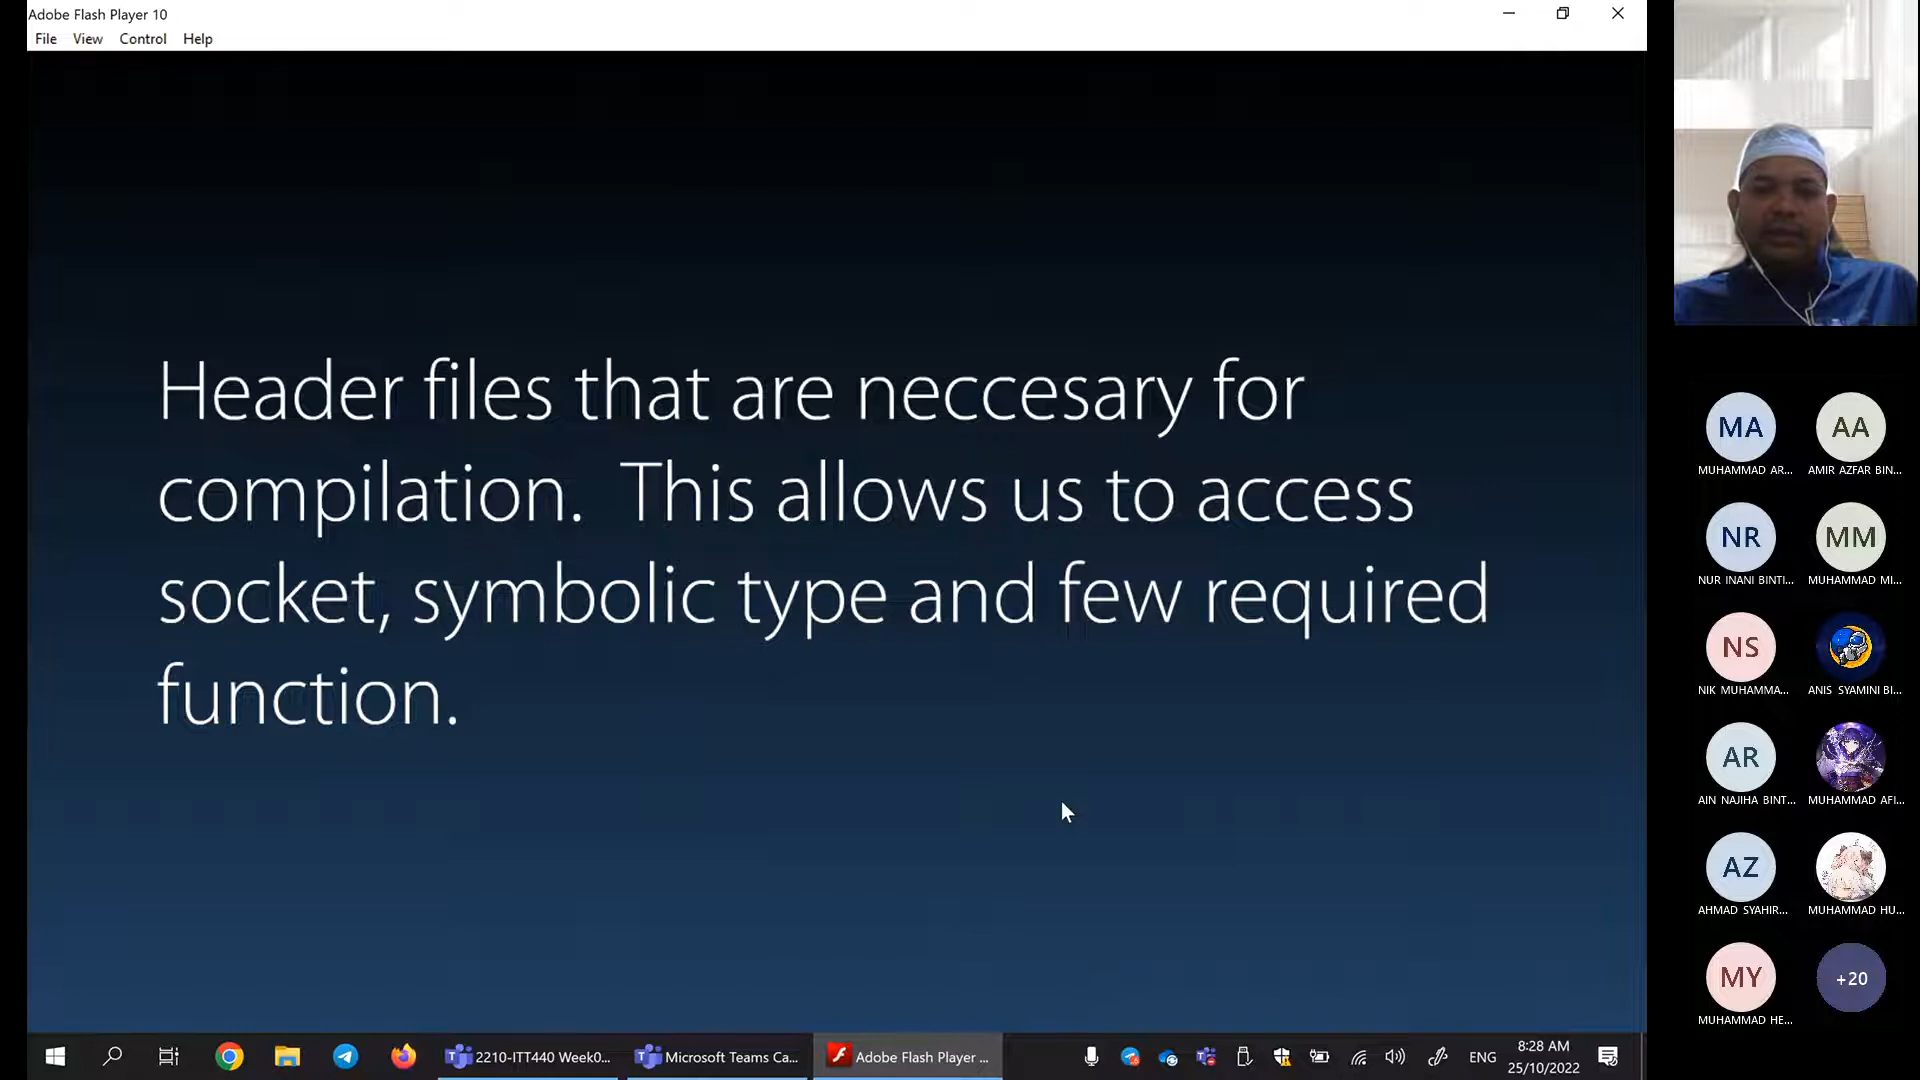 Adobe Flash Player 10
File View Control Help
Header files that are neccesary for
compilation.  This allows us to access
socket, symbolic type and few required
function.
MA
MUHAMMAD AR...
AA
AMIR AZFAR BIN...
NR
NUR INANI BINTI...
MM
MUHAMMAD MI...
NS
NIK MUHAMMA...
ANIS SYAMINI BI...
AR
AIN NAJIHA BINT...
MUHAMMAD AFI...
AZ
AHMAD SYAHIR...
MUHAMMAD HU...
MY
MUHAMMAD HE...
+20
2210-ITT440 Week0...
Microsoft Teams Ca...
Adobe Flash Player ...
ENG
8:28 AM
25/10/2022